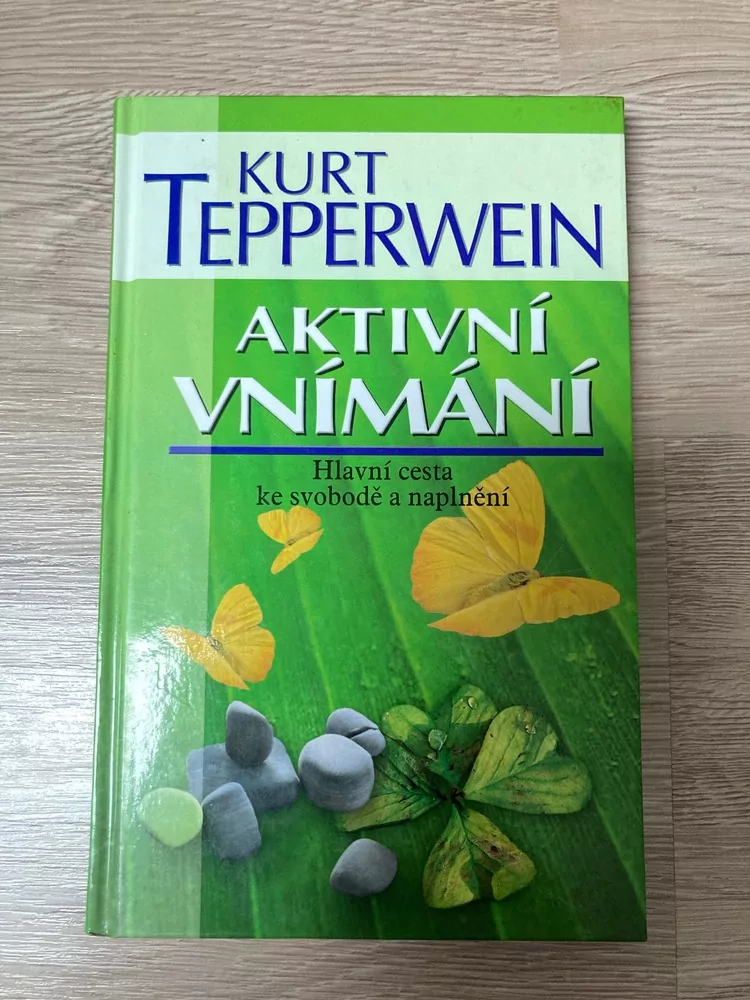 KURT
TEPPERWEIN
AKTIVNÍ
VNÍMÁNÍ
Hlavní cesta
ke svobodě a naplnění